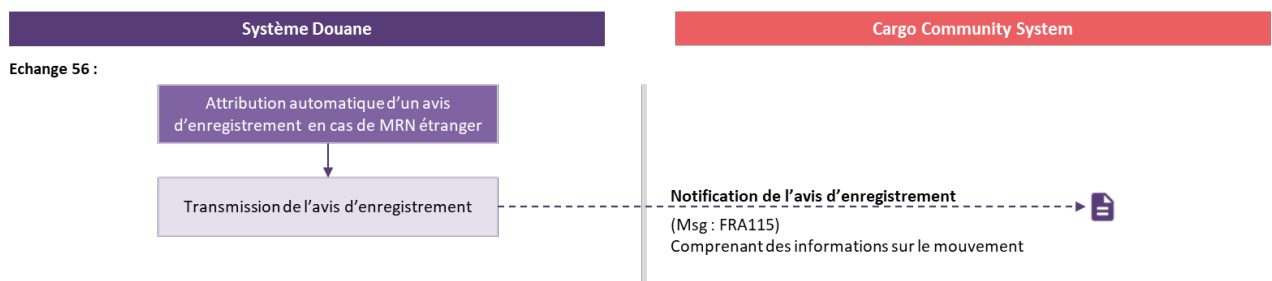 Système Douane
Cargo Community System
Echange 56 :
Attribution automatique d'un avis
d'enregistrement en cas de MRN étranger
Transmission de l'avis d'enregistrement
Notification de l'avis d'enregistrement
(Msg : FRA115)
Comprenant des informations sur le mouvement